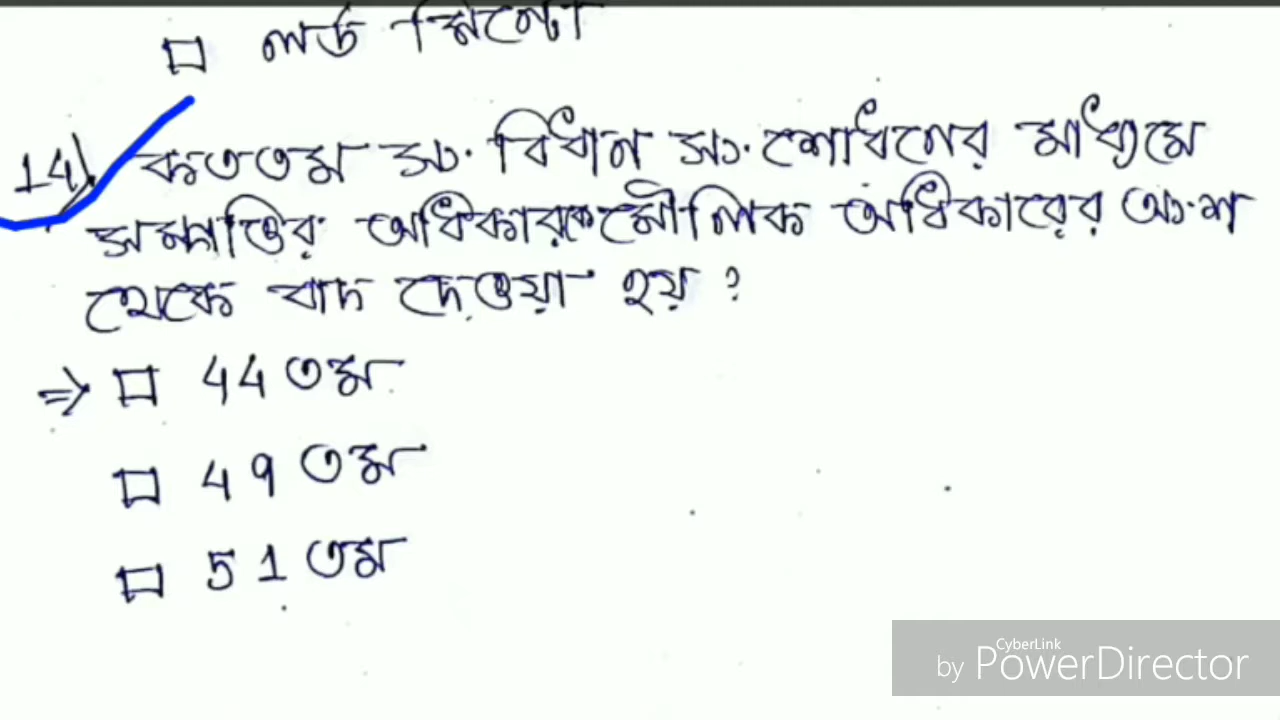 □ লর্ড মিন্টো
14) কততম সংবিধান সংশোধনের মাধ্যমে
সম্পত্তির অধিকারকে মৌলিক অধিকারের অংশ
থেকে বাদ দেওয়া হয় ?
⇒ □ 44 তম
□ 49 তম
□ 51 তম
CyberLink
by PowerDirector